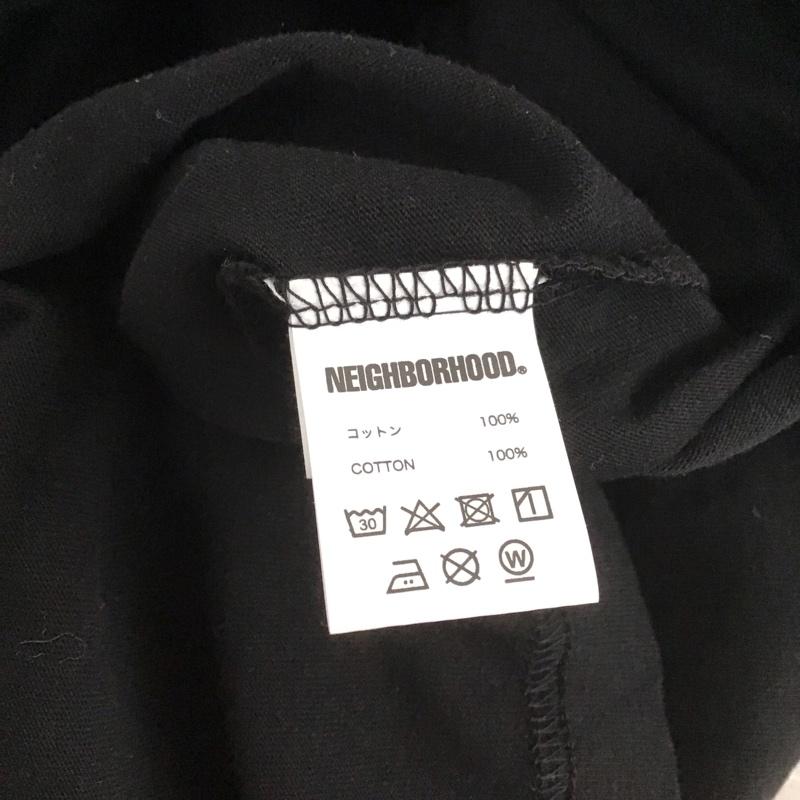 NEIGHBORHOOD®
コットン 100%
COTTON 100%
30
W